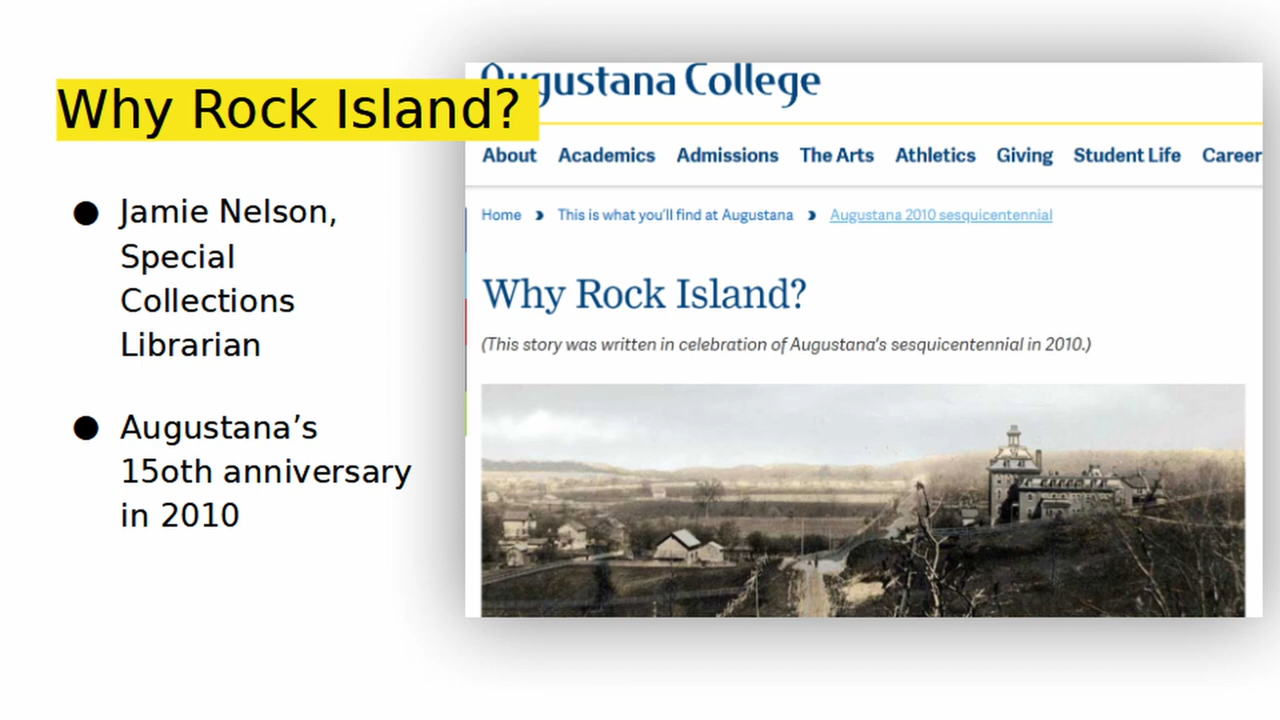 Why Rock Island?
● Jamie Nelson,
Special
Collections
Librarian
● Augustana’s
15oth anniversary
in 2010
Augustana College
About Academics Admissions The Arts Athletics Giving Student Life Career
Home › This is what you'll find at Augustana › Augustana 2010 sesquicentennial
Why Rock Island?
(This story was written in celebration of Augustana's sesquicentennial in 2010.)